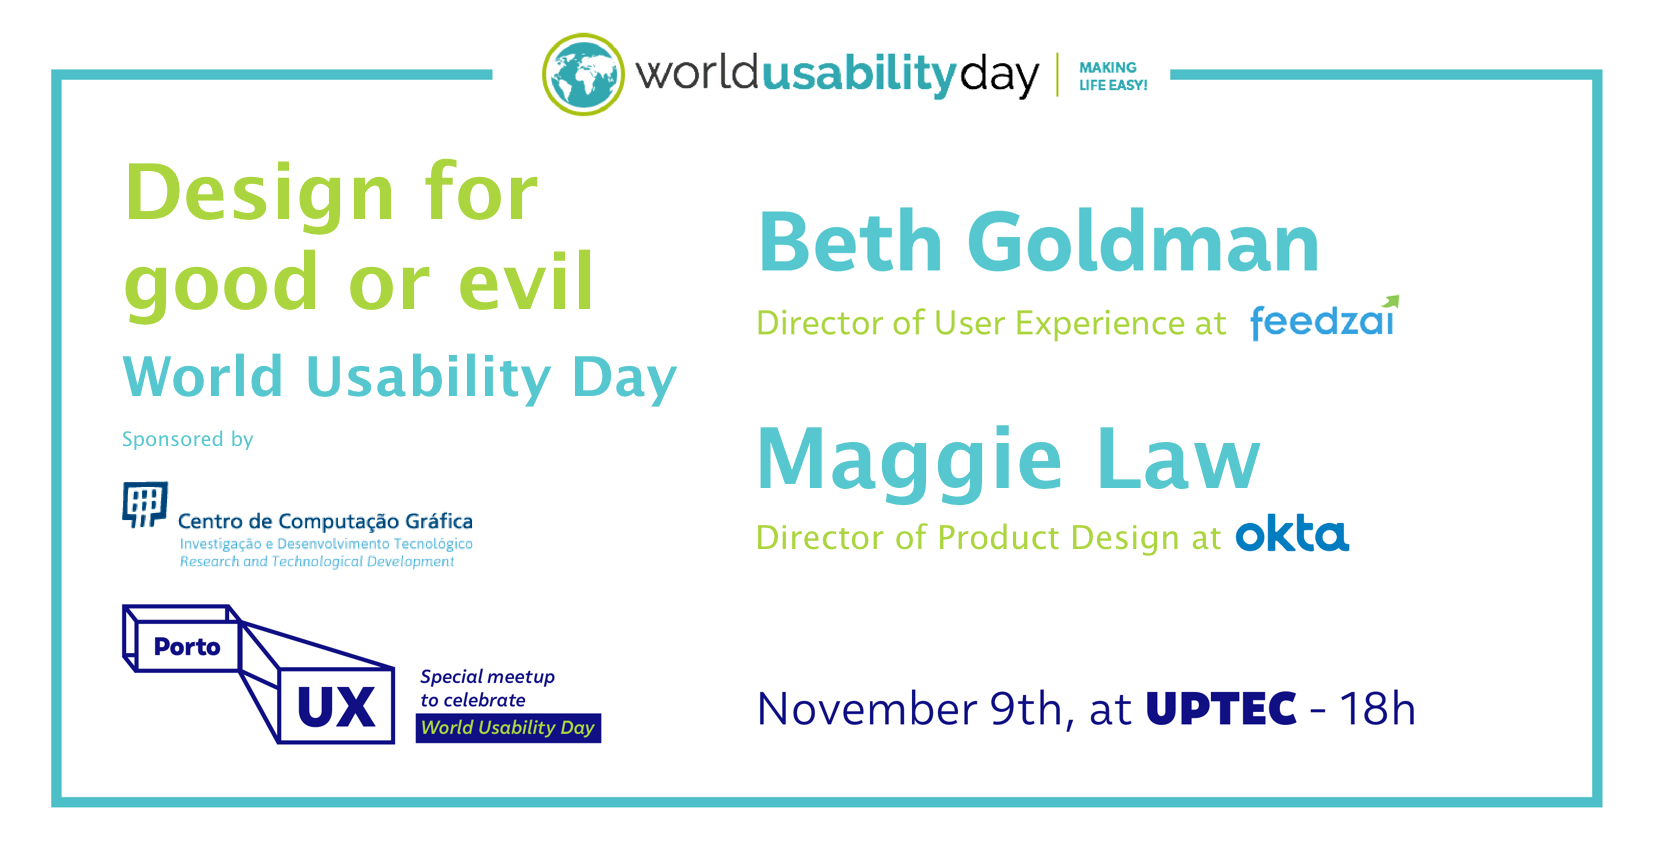 worldusabilityday
MAKING
LIFE EASY!
Design for
good or evil
World Usability Day
Sponsored by
Centro de Computação Gráfica
Investigação e Desenvolvimento Tecnológico
Research and Technological Development
Porto
UX
Special meetup
to celebrate
World Usability Day
Beth Goldman
Director of User Experience at feedzai
Maggie Law
Director of Product Design at okta
November 9th, at UPTEC - 18h